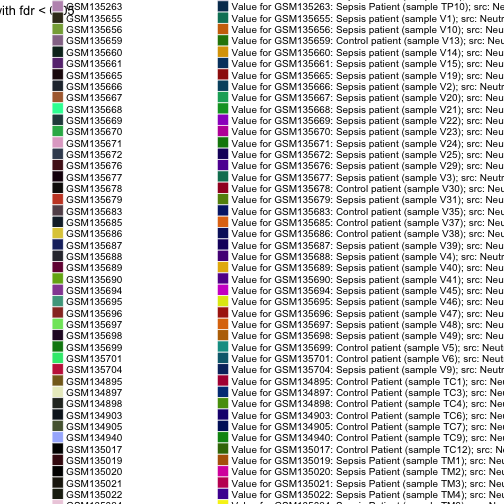 with fdr < 0.05
GSM135263 Value for GSM135263: Sepsis Patient (sample TP10); src: Ne
GSM135655 Value for GSM135655: Sepsis patient (sample V1); src: Neutr
GSM135656 Value for GSM135656: Sepsis patient (sample V10); src: Neu
GSM135659 Value for GSM135659: Control patient (sample V13); src: Neu
GSM135660 Value for GSM135660: Sepsis patient (sample V14); src: Neu
GSM135661 Value for GSM135661: Sepsis patient (sample V15); src: Neu
GSM135665 Value for GSM135665: Sepsis patient (sample V19); src: Neu
GSM135666 Value for GSM135666: Sepsis patient (sample V2); src: Neutr
GSM135667 Value for GSM135667: Sepsis patient (sample V20); src: Neu
GSM135668 Value for GSM135668: Sepsis patient (sample V21); src: Neu
GSM135669 Value for GSM135669: Sepsis patient (sample V22); src: Neu
GSM135670 Value for GSM135670: Sepsis patient (sample V23); src: Neu
GSM135671 Value for GSM135671: Sepsis patient (sample V24); src: Neu
GSM135672 Value for GSM135672: Sepsis patient (sample V25); src: Neu
GSM135676 Value for GSM135676: Sepsis patient (sample V29); src: Neu
GSM135677 Value for GSM135677: Sepsis patient (sample V3); src: Neutr
GSM135678 Value for GSM135678: Control patient (sample V30); src: Neu
GSM135679 Value for GSM135679: Sepsis patient (sample V31); src: Neu
GSM135683 Value for GSM135683: Control patient (sample V35); src: Neu
GSM135685 Value for GSM135685: Control patient (sample V37); src: Neu
GSM135686 Value for GSM135686: Control patient (sample V38); src: Neu
GSM135687 Value for GSM135687: Sepsis patient (sample V39); src: Neu
GSM135688 Value for GSM135688: Sepsis patient (sample V4); src: Neutr
GSM135689 Value for GSM135689: Sepsis patient (sample V40); src: Neu
GSM135690 Value for GSM135690: Sepsis patient (sample V41); src: Neu
GSM135694 Value for GSM135694: Sepsis patient (sample V45); src: Neu
GSM135695 Value for GSM135695: Sepsis patient (sample V46); src: Neu
GSM135696 Value for GSM135696: Sepsis patient (sample V47); src: Neu
GSM135697 Value for GSM135697: Sepsis patient (sample V48); src: Neu
GSM135698 Value for GSM135698: Sepsis patient (sample V49); src: Neu
GSM135699 Value for GSM135699: Control patient (sample V5); src: Neut
GSM135701 Value for GSM135701: Control patient (sample V6); src: Neut
GSM135704 Value for GSM135704: Sepsis patient (sample V9); src: Neutr
GSM134895 Value for GSM134895: Control Patient (sample TC1); src: Ne
GSM134897 Value for GSM134897: Control Patient (sample TC3); src: Ne
GSM134898 Value for GSM134898: Control Patient (sample TC4); src: Ne
GSM134903 Value for GSM134903: Control Patient (sample TC6); src: Ne
GSM134905 Value for GSM134905: Control Patient (sample TC7); src: Ne
GSM134940 Value for GSM134940: Control Patient (sample TC9); src: Ne
GSM135017 Value for GSM135017: Control Patient (sample TC12); src: N
GSM135019 Value for GSM135019: Sepsis Patient (sample TM1); src: Ne
GSM135020 Value for GSM135020: Sepsis Patient (sample TM2); src: Ne
GSM135021 Value for GSM135021: Sepsis Patient (sample TM3); src: Ne
GSM135022 Value for GSM135022: Sepsis Patient (sample TM4); src: Ne